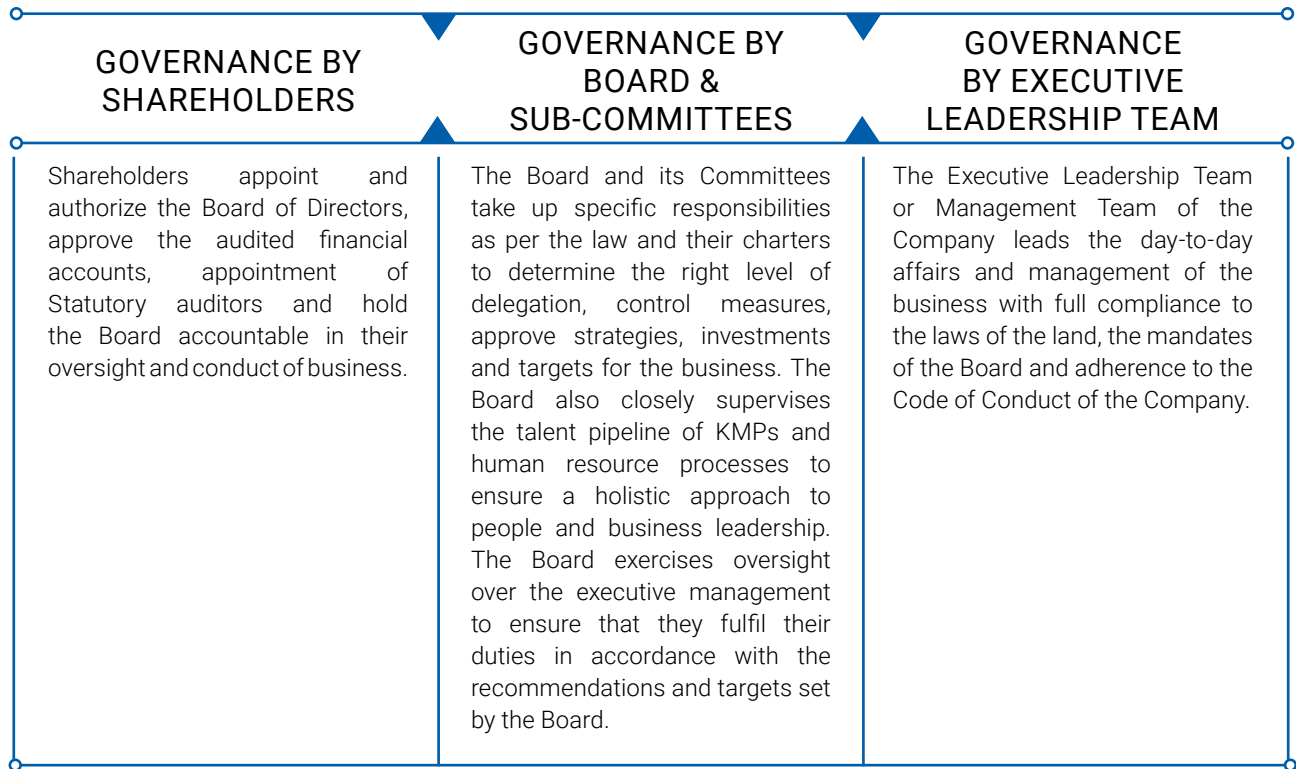 GOVERNANCE BY
SHAREHOLDERS
Shareholders appoint and
authorize the Board of Directors,
approve the audited financial
accounts, appointment of
Statutory auditors and hold
the Board accountable in their
oversight and conduct of business.
GOVERNANCE BY
BOARD &
SUB-COMMITTEES
The Board and its Committees
take up specific responsibilities
as per the law and their charters
to determine the right level of
delegation, control measures,
approve strategies, investments
and targets for the business. The
Board also closely supervises
the talent pipeline of KMPs and
human resource processes to
ensure a holistic approach to
people and business leadership.
The Board exercises oversight
over the executive management
to ensure that they fulfil their
duties in accordance with the
recommendations and targets set
by the Board.
GOVERNANCE
BY EXECUTIVE
LEADERSHIP TEAM
The Executive Leadership Team
or Management Team of the
Company leads the day-to-day
affairs and management of the
business with full compliance to
the laws of the land, the mandates
of the Board and adherence to the
Code of Conduct of the Company.